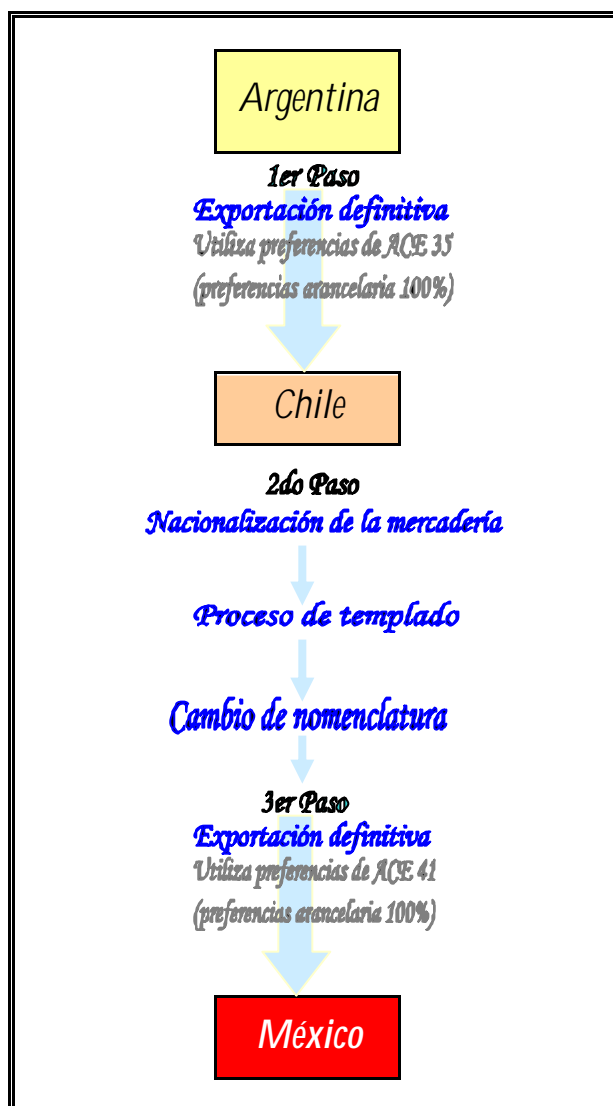 Argentina
1er Paso
Exportación definitiva
Utiliza preferencias de ACE 35
(preferencias arancelaria 100%)
Chile
2do Paso
Nacionalización de la mercadería
Proceso de templado
Cambio de nomenclatura
3er Paso
Exportación definitiva
Utiliza preferencias de ACE 41
(preferencias arancelaria 100%)
México